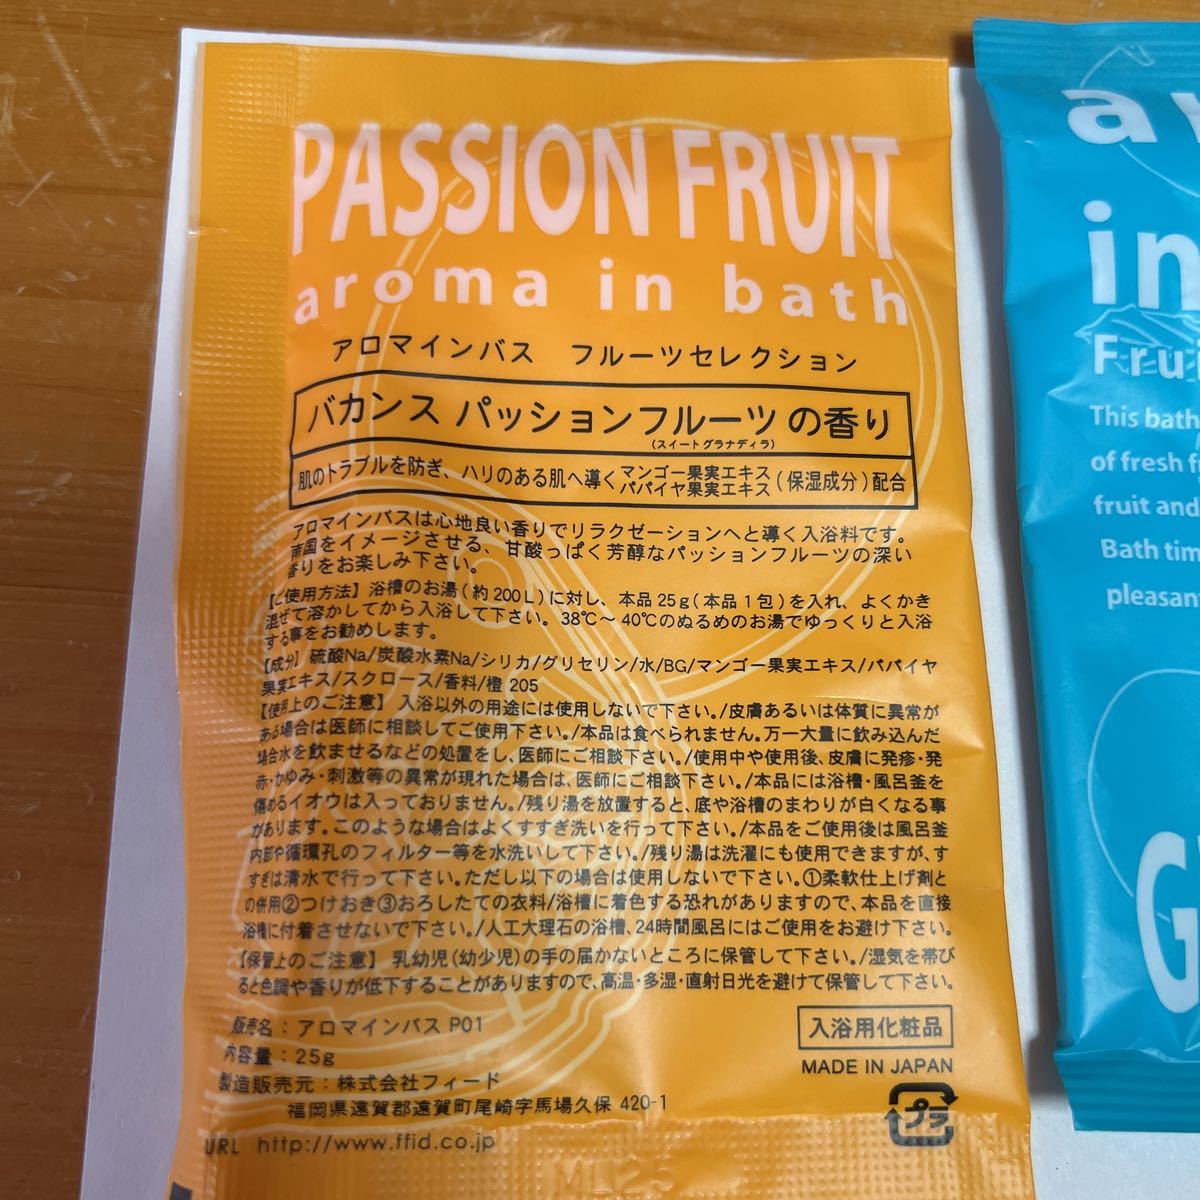 PASSION FRUIT
aroma in bath
アロマインバス フルーツセレクション
バカンス パッションフルーツ の香り
(スイートグラナディラ)
肌のトラブルを防ぎ、ハリのある肌へ導くマンゴー果実エキス パパイヤ果実エキス(保湿成分)配合
アロマインバスは心地良い香りでリラクゼーションへと導く入浴料です。
南国をイメージさせる、甘酸っぱく芳醇なパッションフルーツの深い
香りをお楽しみ下さい。
【ご使用方法】浴槽のお湯(約200L)に対し、本品25g(本品1包)を入れ、よくかき
混ぜて溶かしてから入浴して下さい。38℃～40℃のぬるめのお湯でゆっくりと入浴
する事をお勧めします。
【成分】硫酸Na/炭酸水素Na/シリカ/グリセリン/水/BG/マンゴー果実エキス/パパイヤ
果実エキス/スクロース/香料/橙205
【使用上のご注意】入浴以外の用途には使用しないで下さい。/皮膚あるいは体質に異常が
ある場合は医師に相談してご使用下さい。/本品は食べられません。万一大量に飲み込んだ
場合水を飲ませるなどの処置をし、医師にご相談下さい。/使用中や使用後、皮膚に発疹・発
赤・かゆみ・刺激等の異常が現れた場合は、医師にご相談下さい。/本品には浴槽・風呂釜を
傷めるイオウは入っておりません。/残り湯を放置すると、底や浴槽のまわりが白くなる事
があります。このような場合はよくすすぎ洗いを行って下さい。/本品をご使用後は風呂釜
内部や循環孔のフィルター等を水洗いして下さい。/残り湯は洗濯にも使用できますが、す
すぎは清水で行って下さい。ただし以下の場合は使用しないで下さい。①柔軟仕上げ剤と
の併用②つけおき③おろしたての衣料/浴槽に着色する恐れがありますので、本品を直接
浴槽に付着させないで下さい。/人工大理石の浴槽、24時間風呂にはご使用をお避け下さい。
【保管上のご注意】乳幼児(幼少児)の手の届かないところに保管して下さい。/湿気を帯び
ると色調や香りが低下することがありますので、高温・多湿・直射日光を避けて保管して下さい。
販売名：アロマインバス P01
内容量：25g
製造販売元：株式会社フィード
福岡県遠賀郡遠賀町尾崎字馬場久保 420-1
URL http://www.ffid.co.jp
入浴用化粧品
MADE IN JAPAN
プラ
a
in
Frui
This bath
of fresh f
fruit and
Bath tim
pleasan
G